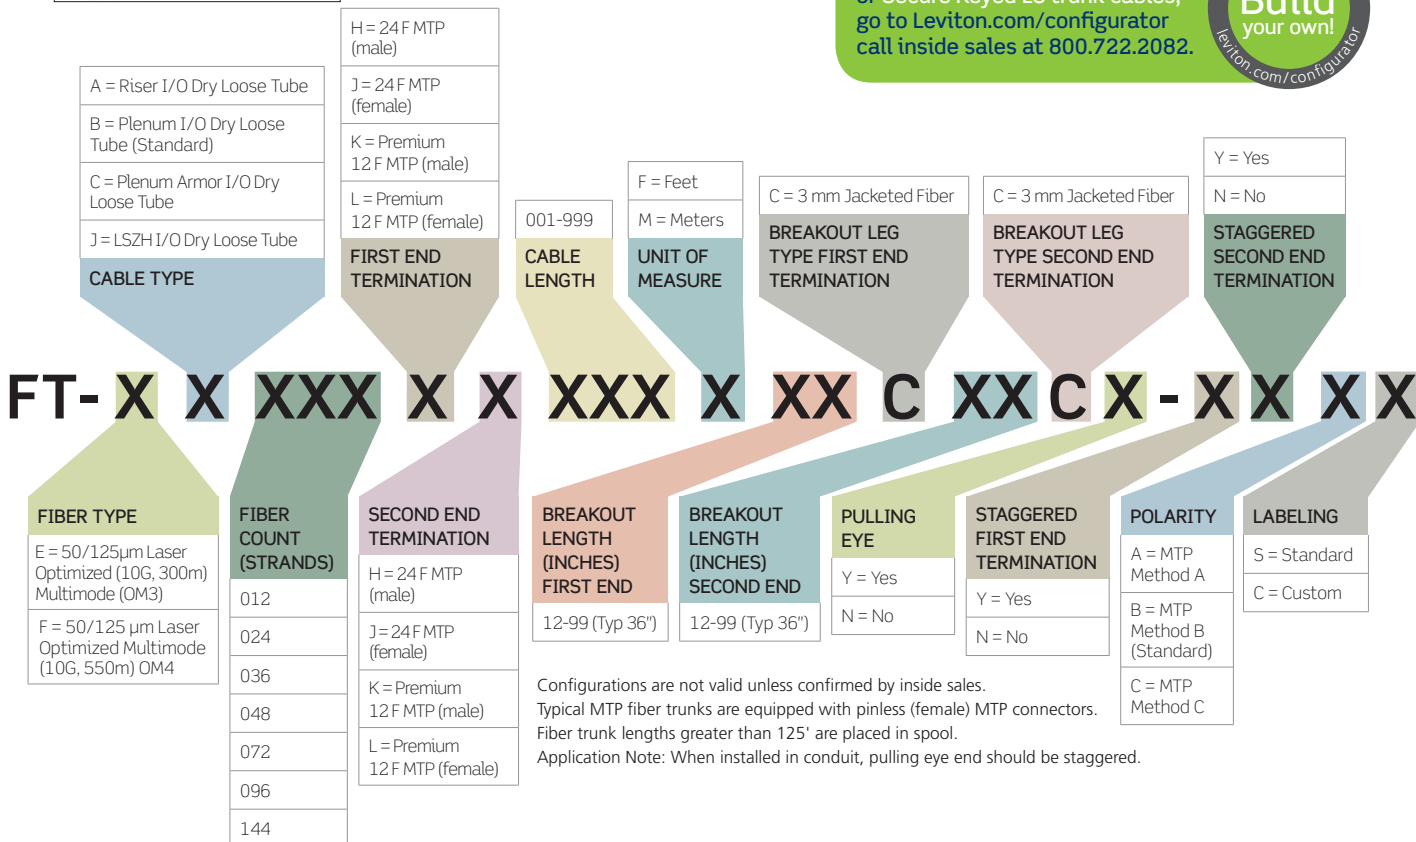 or Secure Keyed LC trunk cables,
go to Leviton.com/configurator
call inside sales at 800.722.2082.
Build
your own!
leviton.com/configurator
A = Riser I/O Dry Loose Tube
B = Plenum I/O Dry Loose
Tube (Standard)
C = Plenum Armor I/O Dry
Loose Tube
J = LSZH I/O Dry Loose Tube
CABLE TYPE
H = 24 F MTP
(male)
J = 24 F MTP
(female)
K = Premium
12 F MTP (male)
L = Premium
12 F MTP (female)
FIRST END
TERMINATION
001-999
CABLE
LENGTH
F = Feet
M = Meters
UNIT OF
MEASURE
C = 3 mm Jacketed Fiber
BREAKOUT LEG
TYPE FIRST END
TERMINATION
C = 3 mm Jacketed Fiber
BREAKOUT LEG
TYPE SECOND END
TERMINATION
Y = Yes
N = No
STAGGERED
SECOND END
TERMINATION
FT- X X XXX X X XXX X XX C XX C X - X X X X
FIBER TYPE
E = 50/125µm Laser
Optimized (10G, 300m)
Multimode (OM3)
F = 50/125 µm Laser
Optimized Multimode
(10G, 550m) OM4
FIBER
COUNT
(STRANDS)
012
024
036
048
072
096
144
SECOND END
TERMINATION
H = 24 F MTP
(male)
J = 24 F MTP
(female)
K = Premium
12 F MTP (male)
L = Premium
12 F MTP (female)
BREAKOUT
LENGTH
(INCHES)
FIRST END
12-99 (Typ 36")
BREAKOUT
LENGTH
(INCHES)
SECOND END
12-99 (Typ 36")
PULLING
EYE
Y = Yes
N = No
STAGGERED
FIRST END
TERMINATION
Y = Yes
N = No
POLARITY
A = MTP
Method A
B = MTP
Method B
(Standard)
C = MTP
Method C
LABELING
S = Standard
C = Custom
Configurations are not valid unless confirmed by inside sales.
Typical MTP fiber trunks are equipped with pinless (female) MTP connectors.
Fiber trunk lengths greater than 125' are placed in spool.
Application Note: When installed in conduit, pulling eye end should be staggered.